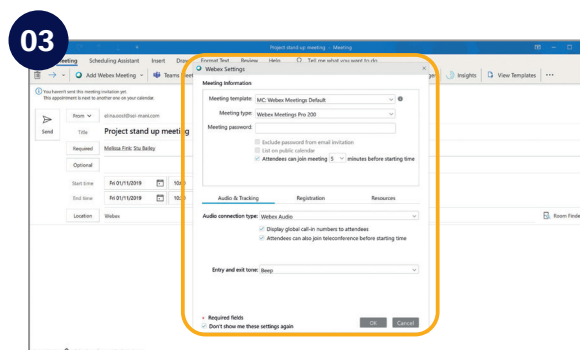 03
Project stand up meeting - Meeting
Scheduling Assistant Insert Draw Format Text Review Help Tell me what you want to do
Add Webex Meeting Teams Meet
Insights View Templates
You haven't sent this meeting invitation yet.
This appointment is next to another one on your calendar.
Send
From
Title Project stand up meeting
Required Melissa Fink; Stu Bailey
Optional
Start time Fri 01/11/2019
End time Fri 01/11/2019
Location Webex
Room Finde
Webex Settings
Meeting Information
Meeting template: MC: Webex Meetings Default
Meeting type: Webex Meetings Pro 200
Meeting password:
Exclude password from email invitation
List on public calendar
Attendees can join meeting 5 minutes before starting time
Audio & Tracking Registration Resources
Audio connection type: Webex Audio
Display global call-in numbers to attendees
Attendees can also join teleconference before starting time
Entry and exit tone: Beep
Required fields
Don't show me these settings again
OK Cancel